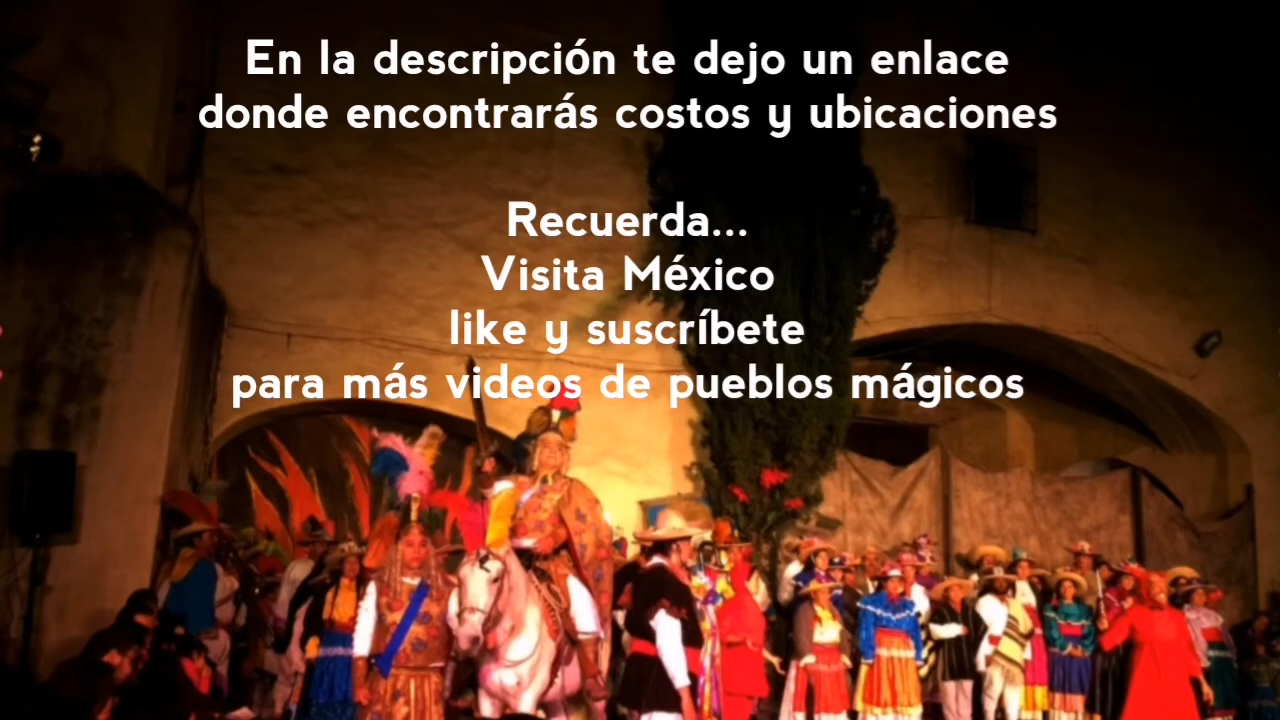 En la descripción te dejo un enlace
donde encontrarás costos y ubicaciones
Recuerda...
Visita México
like y suscríbete
para más videos de pueblos mágicos